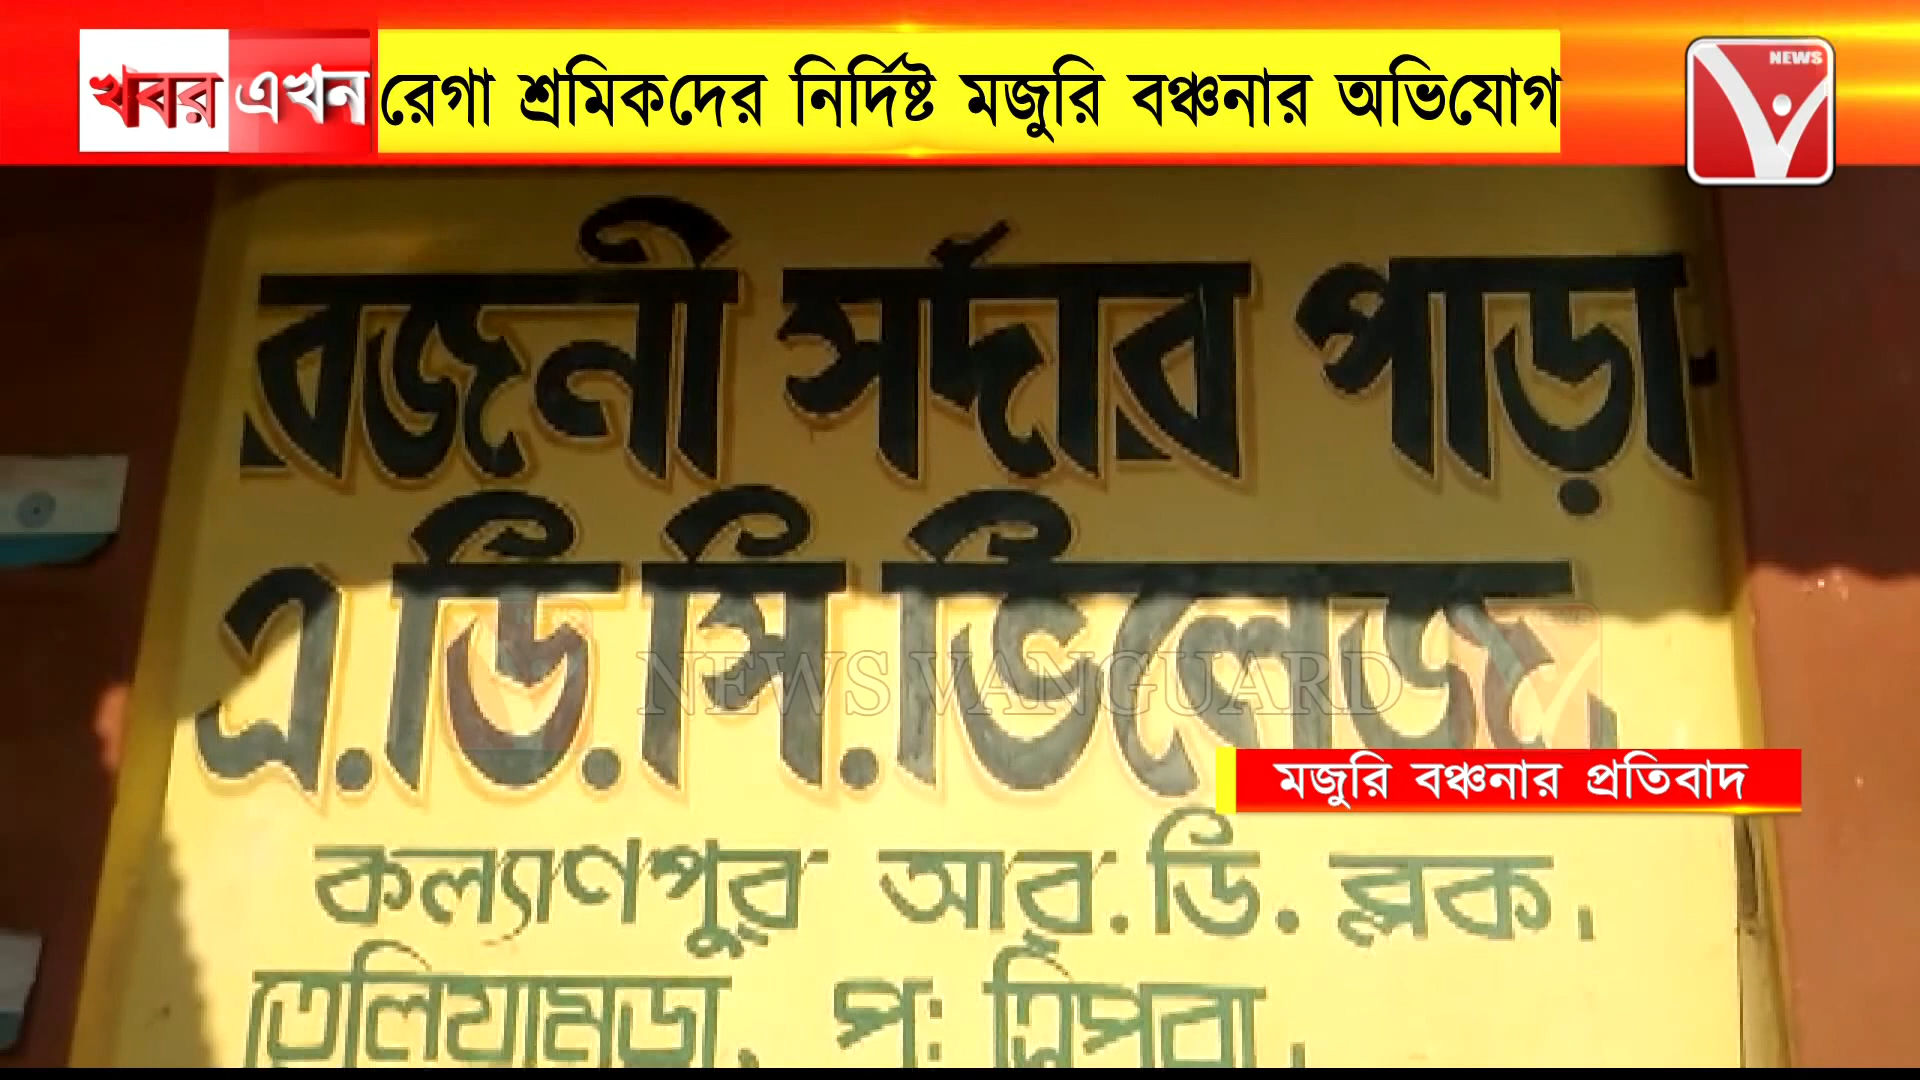 খবর এখন রেগা শ্রমিকদের নির্দিষ্ট মজুরি বঞ্চনার অভিযোগ
NEWS
রজনী সর্দার পাড়া
এ.ডি.সি.ভিলেজ.
NEWS VANGUARD
মজুরি বঞ্চনার প্রতিবাদ
কল্যাণপুর আর.ডি. ব্লক.
তেলিয়ামুড়া, প: ত্রিপুরা.